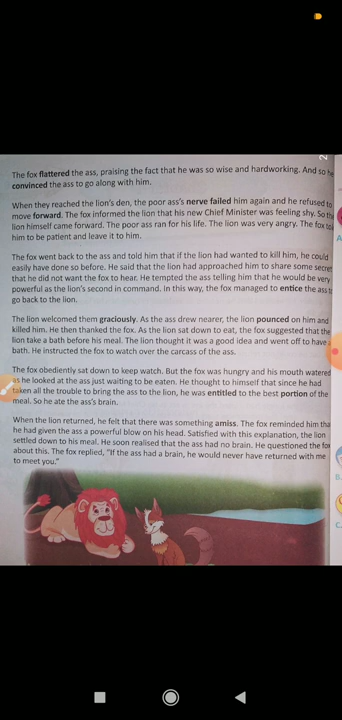 2
The fox flattered the ass, praising the fact that he was so wise and hardworking. And so he
convinced the ass to go along with him.
When they reached the lion's den, the poor ass's nerve failed him again and he refused to
move forward. The fox informed the lion that his new Chief Minister was feeling shy. So the
lion himself came forward. The poor ass ran for his life. The lion was very angry. The fox
him to be patient and leave it to him.
The fox went back to the ass and told him that if the lion had wanted to kill him, he could
easily have done so before. He said that the lion had approached him to share some secret
that he did not want the fox to hear. He tempted the ass telling him that he would be very
powerful as the lion's second in command. In this way, the fox managed to entice the ass to
go back to the lion.
The lion welcomed them graciously. As the ass drew nearer, the lion pounced on him and
killed him. He then thanked the fox. As the lion sat down to eat, the fox suggested that the
lion take a bath before his meal. The lion thought it was a good idea and went off to have a
bath. He instructed the fox to watch over the carcass of the ass.
The fox obediently sat down to keep watch. But the fox was hungry and his mouth watered
as he looked at the ass just waiting to be eaten. He thought to himself that since he had
taken all the trouble to bring the ass to the lion, he was entitled to the best portion of the
meal. So he ate the ass's brain.
When the lion returned, he felt that there was something amiss. The fox reminded him tha
he had given the ass a powerful blow on his head. Satisfied with this explanation, the lion
settled down to his meal. He soon realised that the ass had no brain. He questioned the fox
about this. The fox replied, "If the ass had a brain, he would never have returned with me
to meet you."
A
B.
C.